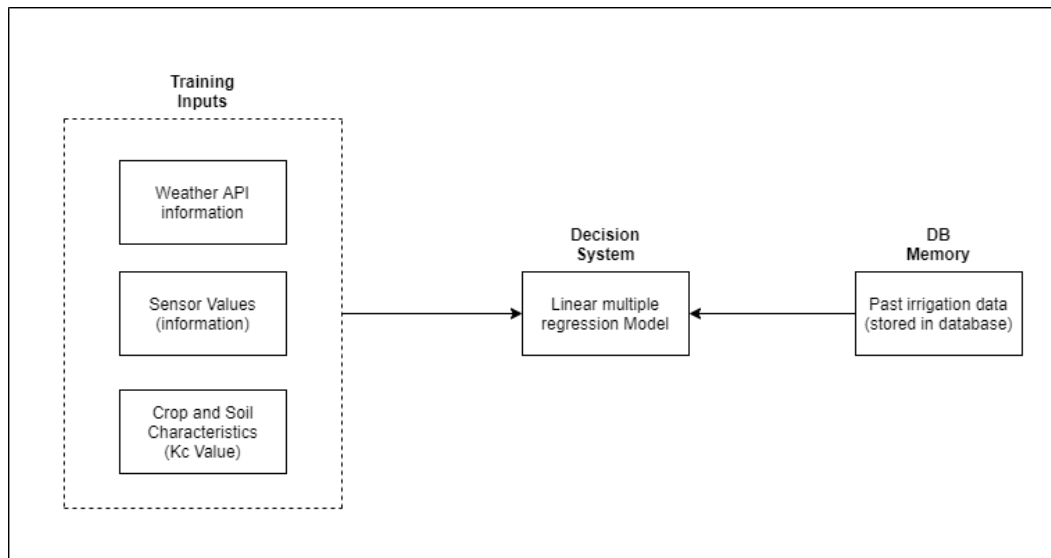 Training
Inputs
Weather API
information
Sensor Values
(information)
Crop and Soil
Characteristics
(Kc Value)
Decision
System
Linear multiple
regression Model
DB
Memory
Past irrigation data
(stored in database)